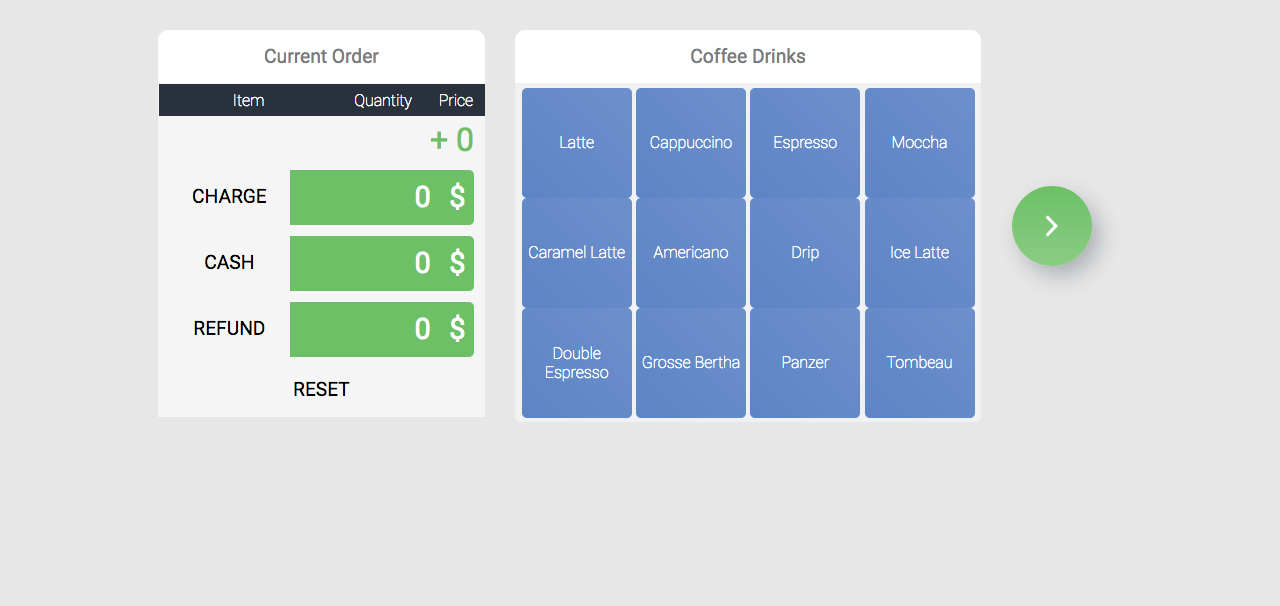 Current Order
Item Quantity Price
+ 0
CHARGE 0 $
CASH 0 $
REFUND 0 $
RESET
Coffee Drinks
Latte Cappuccino Espresso Moccha
Caramel Latte Americano Drip Ice Latte
Double
Espresso
Grosse Bertha Panzer Tombeau